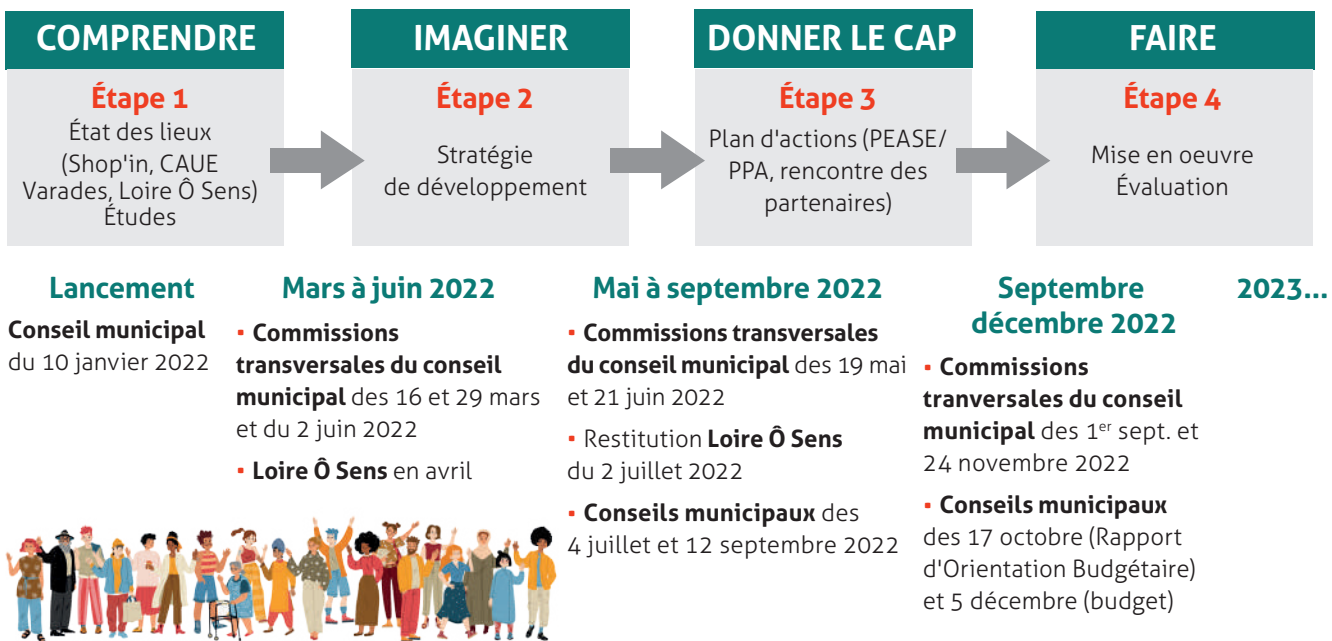 COMPRENDRE
Étape 1
État des lieux
(Shop'in, CAUE
Varades, Loire Ô Sens)
Études
IMAGINER
Étape 2
Stratégie
de développement
DONNER LE CAP
Étape 3
Plan d'actions (PEASE/
PPA, rencontre des
partenaires)
FAIRE
Étape 4
Mise en oeuvre
Évaluation
Lancement
Conseil municipal
du 10 janvier 2022
Mars à juin 2022
▪ Commissions
transversales du conseil
municipal des 16 et 29 mars
et du 2 juin 2022
▪ Loire Ô Sens en avril
Mai à septembre 2022
▪ Commissions transversales
du conseil municipal des 19 mai
et 21 juin 2022
▪ Restitution Loire Ô Sens
du 2 juillet 2022
▪ Conseils municipaux des
4 juillet et 12 septembre 2022
Septembre
décembre 2022
▪ Commissions
tranversales du conseil
municipal des 1er sept. et
24 novembre 2022
▪ Conseils municipaux
des 17 octobre (Rapport
d'Orientation Budgétaire)
et 5 décembre (budget)
2023...